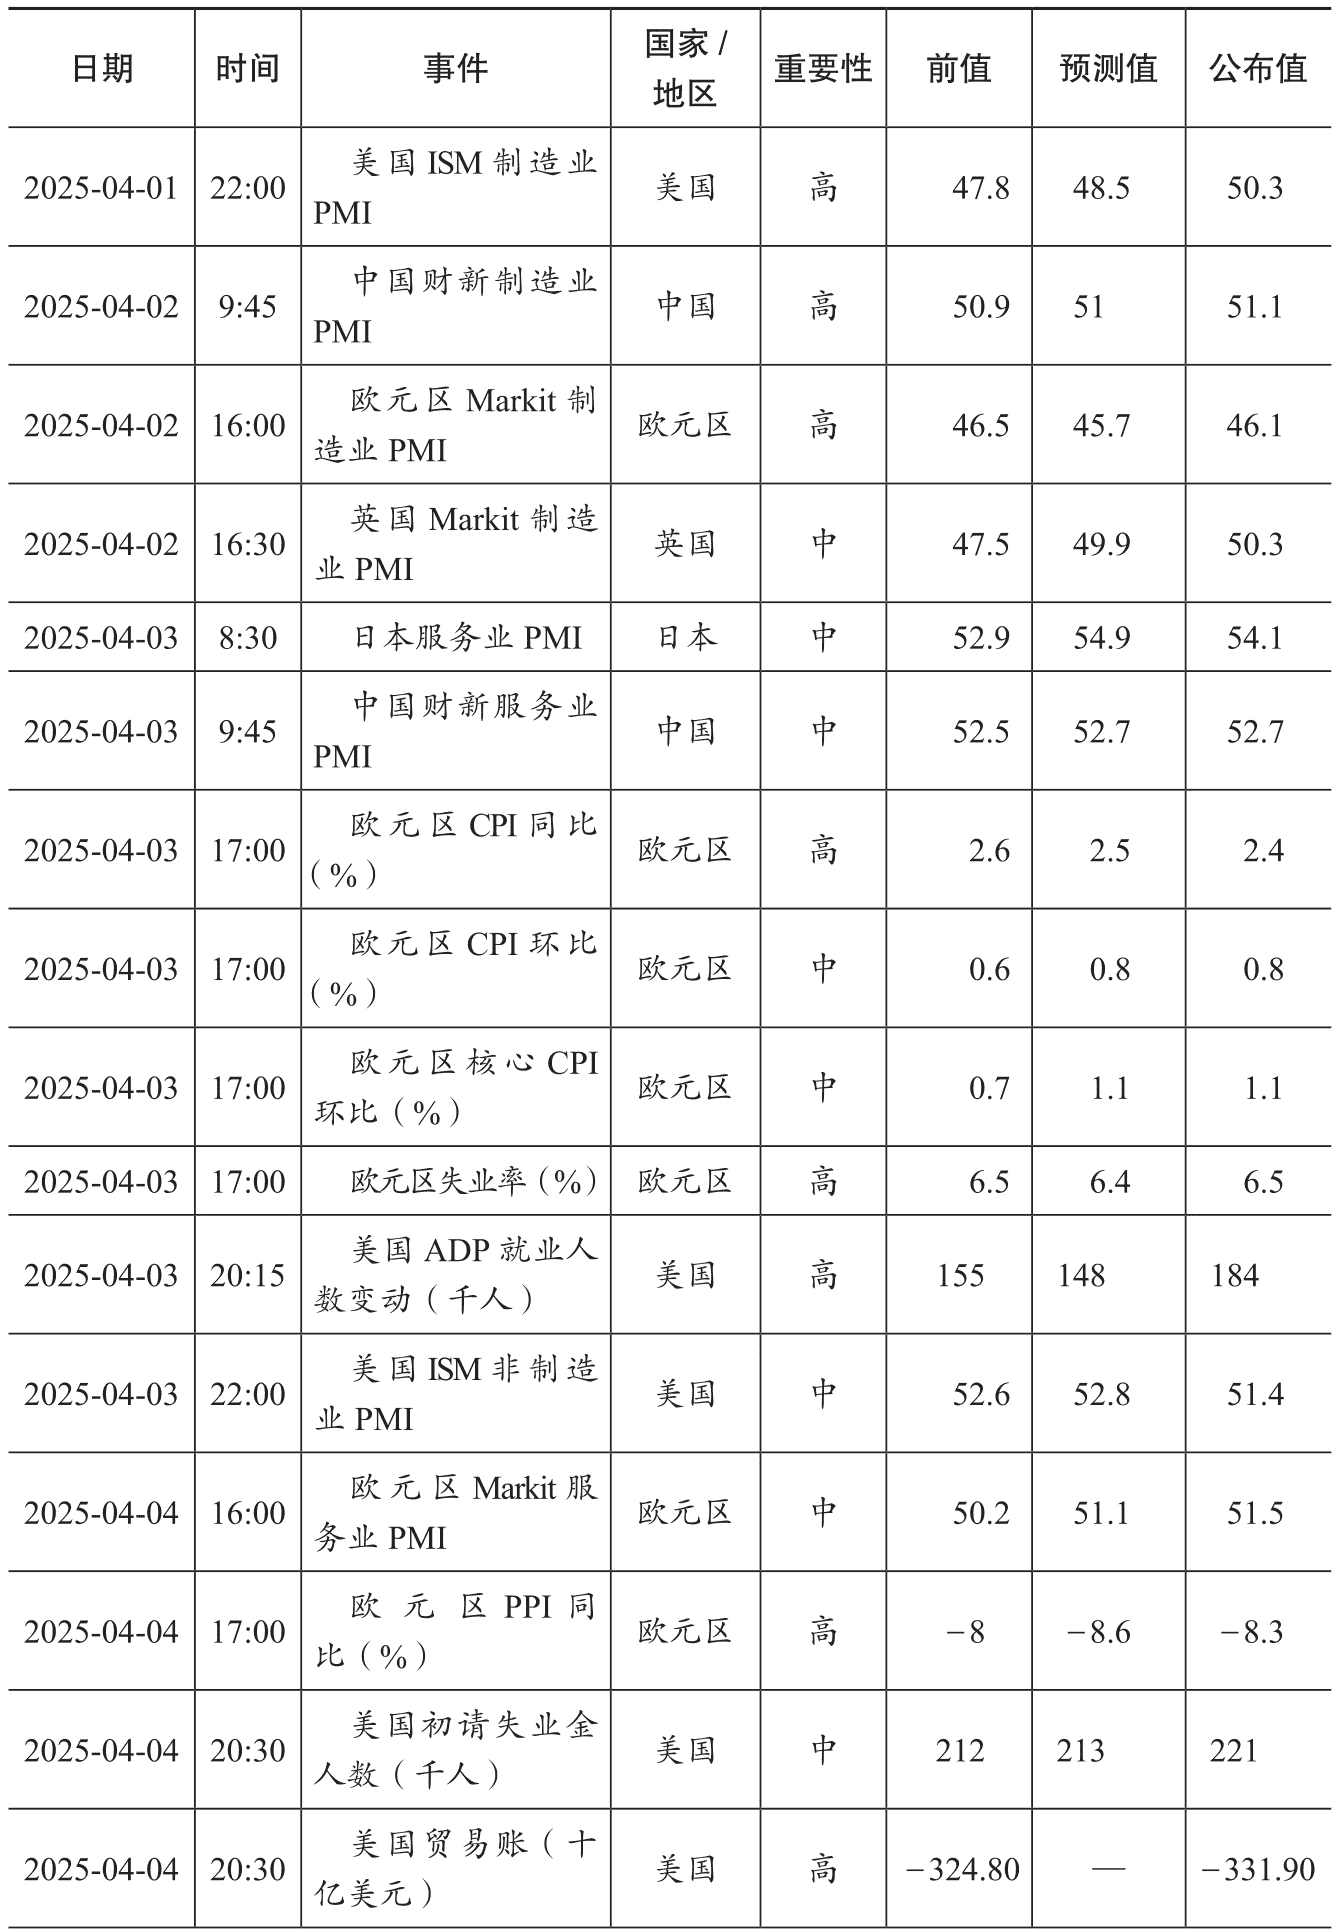 日期 时间 事件 国家 / 地区 重要性 前值 预测值 公布值
2025-04-01 22:00 美国 ISM 制造业 PMI 美国 高 47.8 48.5 50.3
2025-04-02 9:45 中国财新制造业 PMI 中国 高 50.9 51 51.1
2025-04-02 16:00 欧元区 Markit 制造业 PMI 欧元区 高 46.5 45.7 46.1
2025-04-02 16:30 英国 Markit 制造业 PMI 英国 中 47.5 49.9 50.3
2025-04-03 8:30 日本服务业 PMI 日本 中 52.9 54.9 54.1
2025-04-03 9:45 中国财新服务业 PMI 中国 中 52.5 52.7 52.7
2025-04-03 17:00 欧元区 CPI 同比（%） 欧元区 高 2.6 2.5 2.4
2025-04-03 17:00 欧元区 CPI 环比（%） 欧元区 中 0.6 0.8 0.8
2025-04-03 17:00 欧元区核心 CPI 环比（%） 欧元区 中 0.7 1.1 1.1
2025-04-03 17:00 欧元区失业率（%） 欧元区 高 6.5 6.4 6.5
2025-04-03 20:15 美国 ADP 就业人数变动（千人） 美国 高 155 148 184
2025-04-03 22:00 美国 ISM 非制造业 PMI 美国 中 52.6 52.8 51.4
2025-04-04 16:00 欧元区 Markit 服务业 PMI 欧元区 中 50.2 51.1 51.5
2025-04-04 17:00 欧元区 PPI 同比（%） 欧元区 高 −8 −8.6 −8.3
2025-04-04 20:30 美国初请失业金人数（千人） 美国 中 212 213 221
2025-04-04 20:30 美国贸易账（十亿美元） 美国 高 −324.80 — −331.90